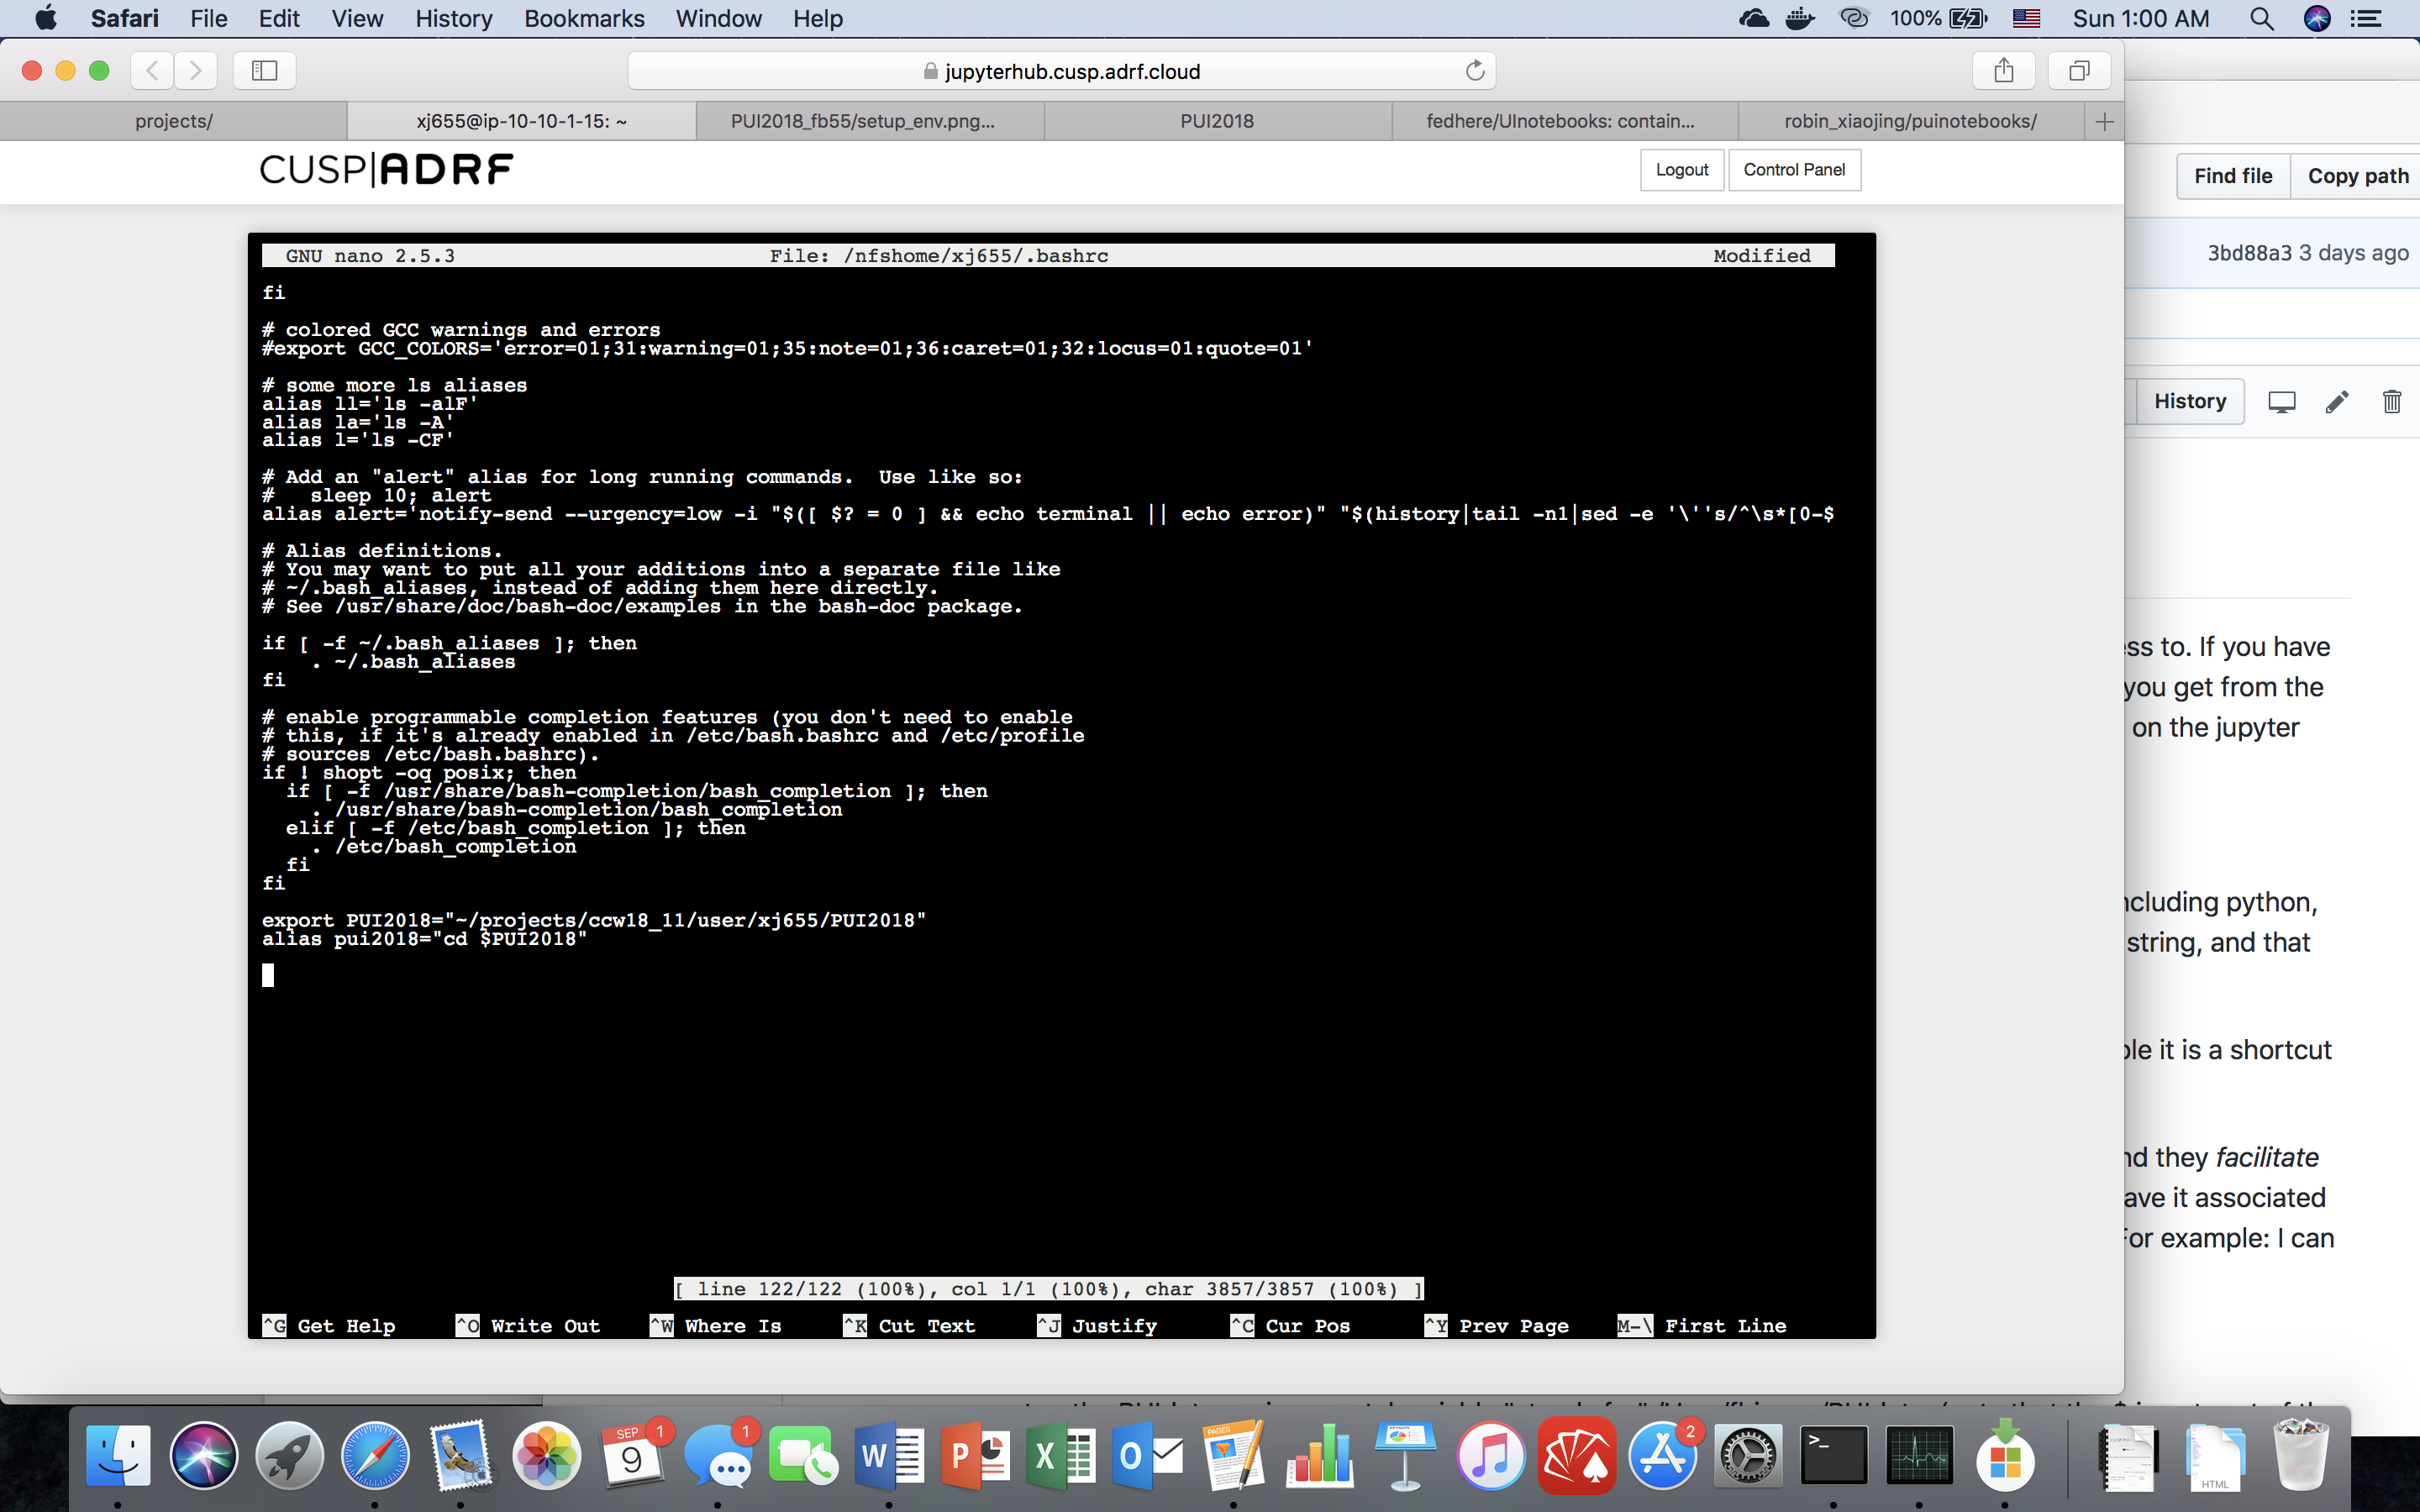 Safari File Edit View History Bookmarks Window Help 100% Sun 1:00 AM
jupyterhub.cusp.adrf.cloud
projects/ xj655@ip-10-10-1-15: ~ PUI2018_fb55/setup_env.png... PUI2018 fedhere/UInotebooks: contain... robin_xiaojing/puinotebooks/
CUSP|ADRF Logout Control Panel
Find file Copy path
3bd88a3 3 days ago
History
GNU nano 2.5.3 File: /nfshome/xj655/.bashrc Modified
fi
# colored GCC warnings and errors
#export GCC_COLORS='error=01;31:warning=01;35:note=01;36:caret=01;32:locus=01:quote=01'
# some more ls aliases
alias ll='ls -alF'
alias la='ls -A'
alias l='ls -CF'
# Add an "alert" alias for long running commands.  Use like so:
#   sleep 10; alert
alias alert='notify-send --urgency=low -i "$([ $? = 0 ] && echo terminal || echo error)" "$(history|tail -n1|sed -e '\''s/^\s*[0-$
# Alias definitions.
# You may want to put all your additions into a separate file like
# ~/.bash_aliases, instead of adding them here directly.
# See /usr/share/doc/bash-doc/examples in the bash-doc package.
if [ -f ~/.bash_aliases ]; then
    . ~/.bash_aliases
fi
# enable programmable completion features (you don't need to enable
# this, if it's already enabled in /etc/bash.bashrc and /etc/profile
# sources /etc/bash.bashrc).
if ! shopt -oq posix; then
  if [ -f /usr/share/bash-completion/bash_completion ]; then
    . /usr/share/bash-completion/bash_completion
  elif [ -f /etc/bash_completion ]; then
    . /etc/bash_completion
  fi
fi
export PUI2018="~/projects/ccw18_11/user/xj655/PUI2018"
alias pui2018="cd $PUI2018"
[ line 122/122 (100%), col 1/1 (100%), char 3857/3857 (100%) ]
^G Get Help ^O Write Out ^W Where Is ^K Cut Text ^J Justify ^C Cur Pos ^Y Prev Page M-\ First Line
to. If you have
you get from the
on the jupyter
python,
string, and that
it is a shortcut
they facilitate
it associated
example: I can
SEP 9 1
1
W P X O
PAGES
2
>_
HTML